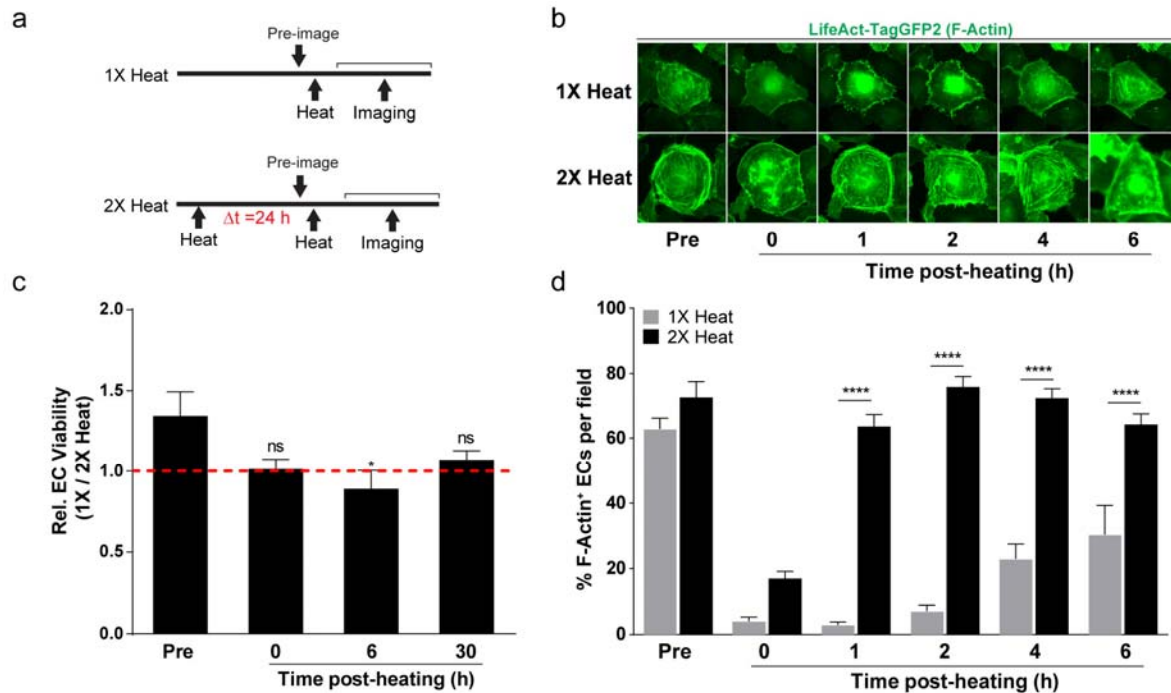 a
Pre-image
1X Heat
Heat
Imaging
Pre-image
2X Heat
Δt =24 h
Heat
Heat
Imaging
b
LifeAct-TagGFP2 (F-Actin)
1X Heat
2X Heat
Pre
0
1
2
4
6
Time post-heating (h)
c
Rel. EC Viability
(1X / 2X Heat)
2.0
1.5
1.0
0.5
0.0
ns
*
ns
Pre
0
6
30
Time post-heating (h)
d
% F-Actin⁺ ECs per field
100
80
60
40
20
0
1X Heat
2X Heat
****
****
****
****
Pre
0
1
2
4
6
Time post-heating (h)